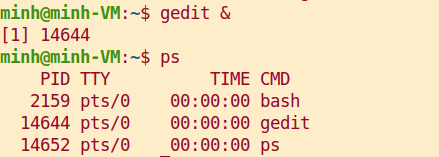 minh@minh-VM:~$ gedit &
[1] 14644
minh@minh-VM:~$ ps
    PID TTY          TIME CMD
   2159 pts/0    00:00:00 bash
  14644 pts/0    00:00:00 gedit
  14652 pts/0    00:00:00 ps